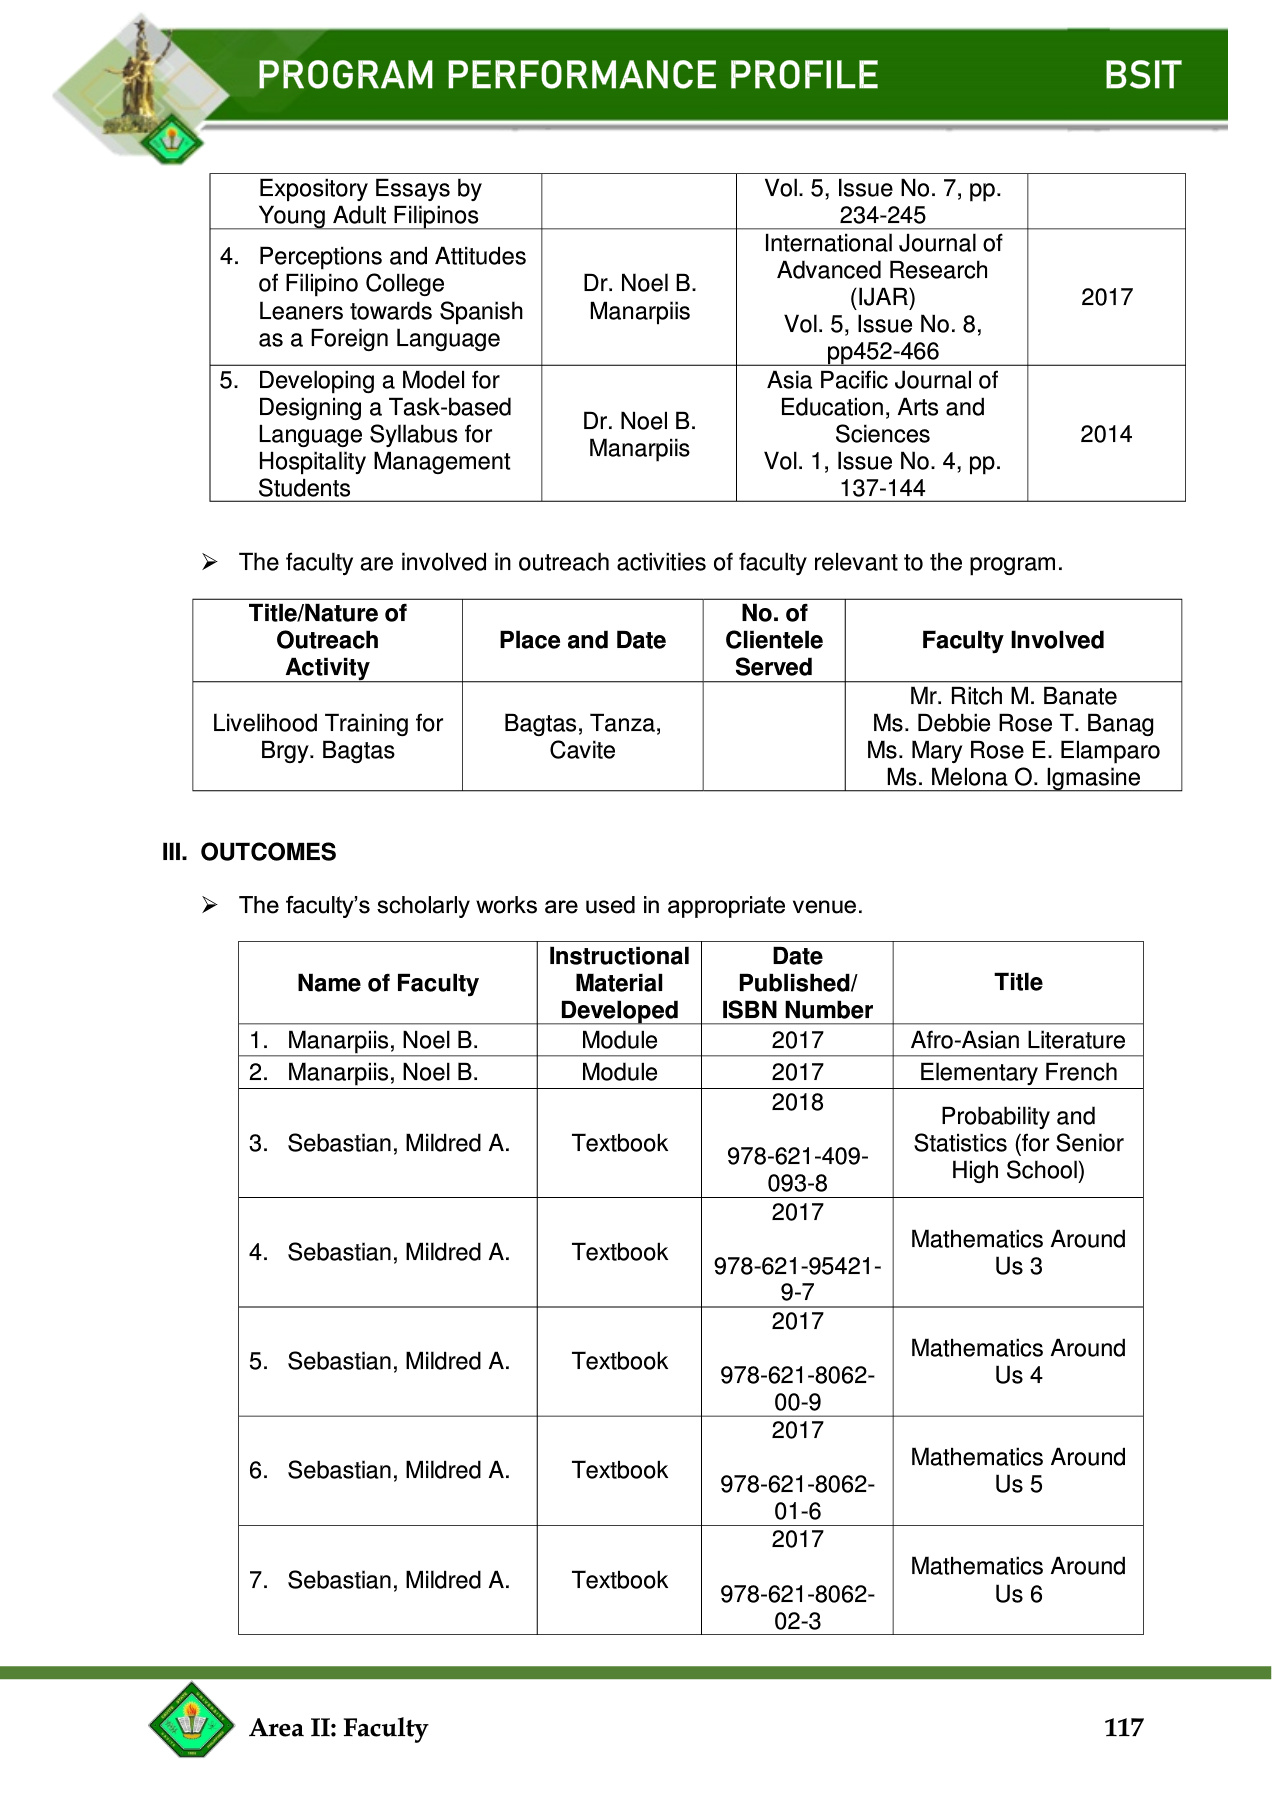 PROGRAM PERFORMANCE PROFILE BSIT
Expository Essays by
Young Adult Filipinos
Vol. 5, Issue No. 7, pp.
234-245
4. Perceptions and Attitudes
of Filipino College
Leaners towards Spanish
as a Foreign Language
Dr. Noel B.
Manarpiis
International Journal of
Advanced Research
(IJAR)
Vol. 5, Issue No. 8,
pp452-466
2017
5. Developing a Model for
Designing a Task-based
Language Syllabus for
Hospitality Management
Students
Dr. Noel B.
Manarpiis
Asia Pacific Journal of
Education, Arts and
Sciences
Vol. 1, Issue No. 4, pp.
137-144
2014
➢ The faculty are involved in outreach activities of faculty relevant to the program.
Title/Nature of
Outreach
Activity
Place and Date
No. of
Clientele
Served
Faculty Involved
Livelihood Training for
Brgy. Bagtas
Bagtas, Tanza,
Cavite
Mr. Ritch M. Banate
Ms. Debbie Rose T. Banag
Ms. Mary Rose E. Elamparo
Ms. Melona O. Igmasine
III. OUTCOMES
➢ The faculty’s scholarly works are used in appropriate venue.
Name of Faculty
Instructional
Material
Developed
Date
Published/
ISBN Number
Title
1. Manarpiis, Noel B. Module 2017 Afro-Asian Literature
2. Manarpiis, Noel B. Module 2017 Elementary French
3. Sebastian, Mildred A.
Textbook
2018
978-621-409-
093-8
Probability and
Statistics (for Senior
High School)
4. Sebastian, Mildred A.
Textbook
2017
978-621-95421-
9-7
Mathematics Around
Us 3
5. Sebastian, Mildred A.
Textbook
2017
978-621-8062-
00-9
Mathematics Around
Us 4
6. Sebastian, Mildred A.
Textbook
2017
978-621-8062-
01-6
Mathematics Around
Us 5
7. Sebastian, Mildred A.
Textbook
2017
978-621-8062-
02-3
Mathematics Around
Us 6
Area II: Faculty 117